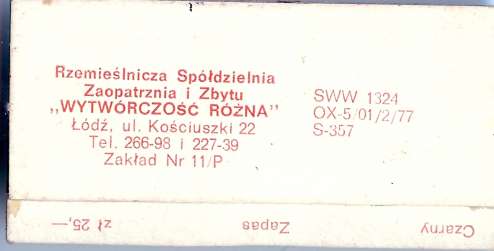 Rzemieślnicza Spółdzielnia
Zaopatrznia i Zbytu
„WYTWÓRCZOŚĆ RÓŻNA"
Łódź, ul. Kościuszki 22
Tel. 266-98 i 227-39
Zakład Nr 11/P
SWW 1324
OX-5/01/2/77
S-357
Czarny Zapas zł 25,—